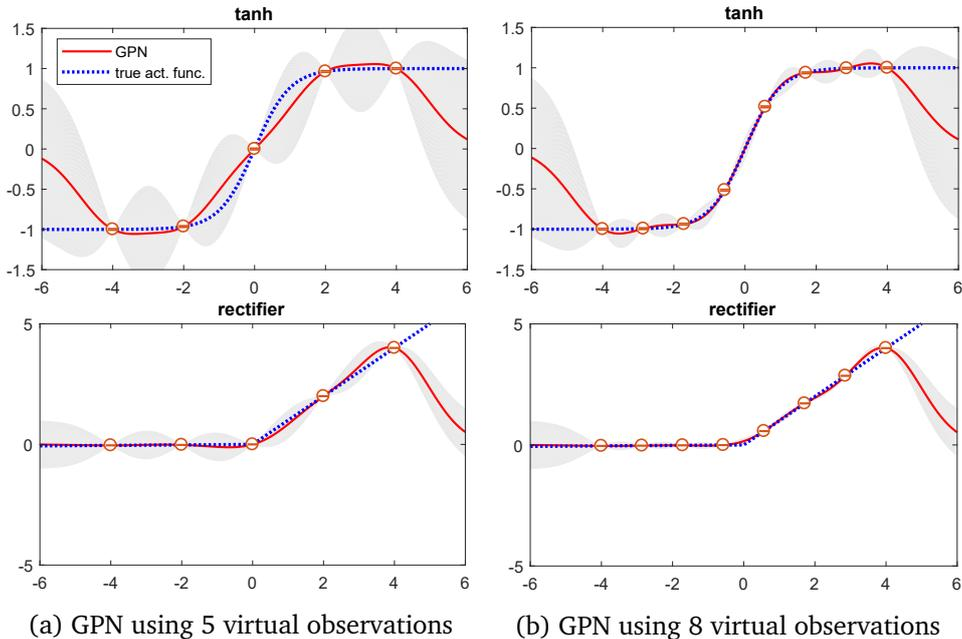 tanh
tanh
1.5
1
0.5
0
-0.5
-1
-1.5
GPN
true act. func.
-6 -4 -2 0 2 4 6
1.5
1
0.5
0
-0.5
-1
-1.5
-6 -4 -2 0 2 4 6
rectifier
rectifier
5
0
-5
-6 -4 -2 0 2 4 6
5
0
-5
-6 -4 -2 0 2 4 6
(a) GPN using 5 virtual observations
(b) GPN using 8 virtual observations